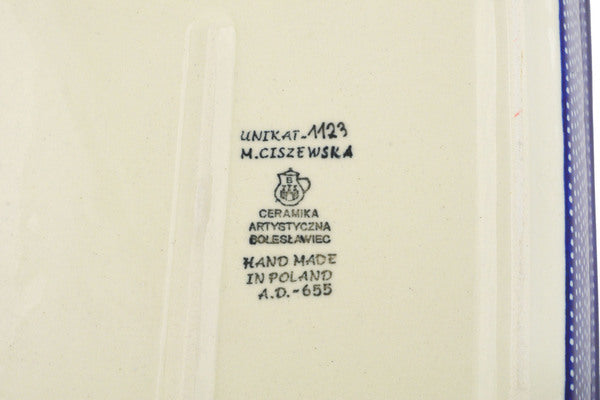 UNIKAT-1123
M.CISZEWSKA
B
CERAMIKA
ARTYSTYCZNA
BOLESŁAWIEC
HAND MADE
IN POLAND
A.D.-655